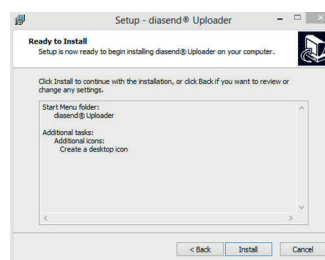 Setup - diasend® Uploader
Ready to Install
Setup is now ready to begin installing diasend® Uploader on your computer.
Click Install to continue with the installation, or click Back if you want to review or
change any settings.
Start Menu folder:
diasend® Uploader
Additional tasks:
Additional icons:
Create a desktop icon
< Back
Install
Cancel